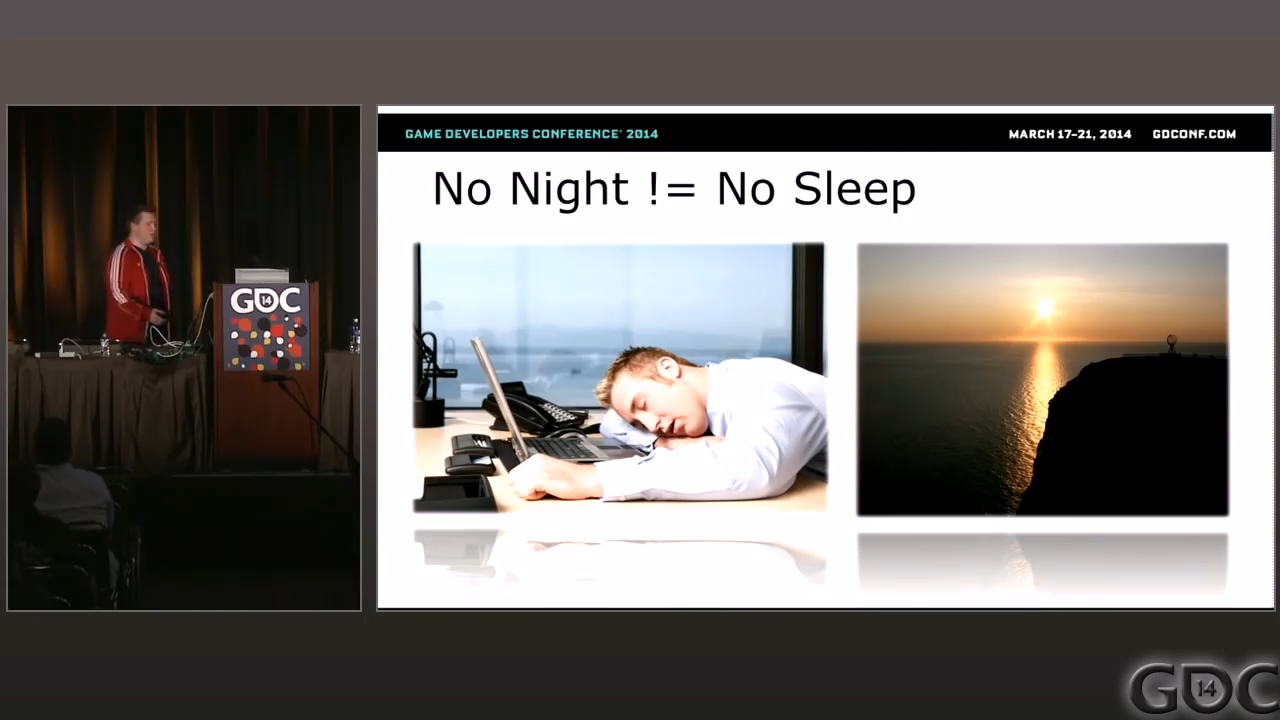 GAME DEVELOPERS CONFERENCE® 2014
MARCH 17-21, 2014 GDCONF.COM
No Night != No Sleep
GDC
14
GDC
14